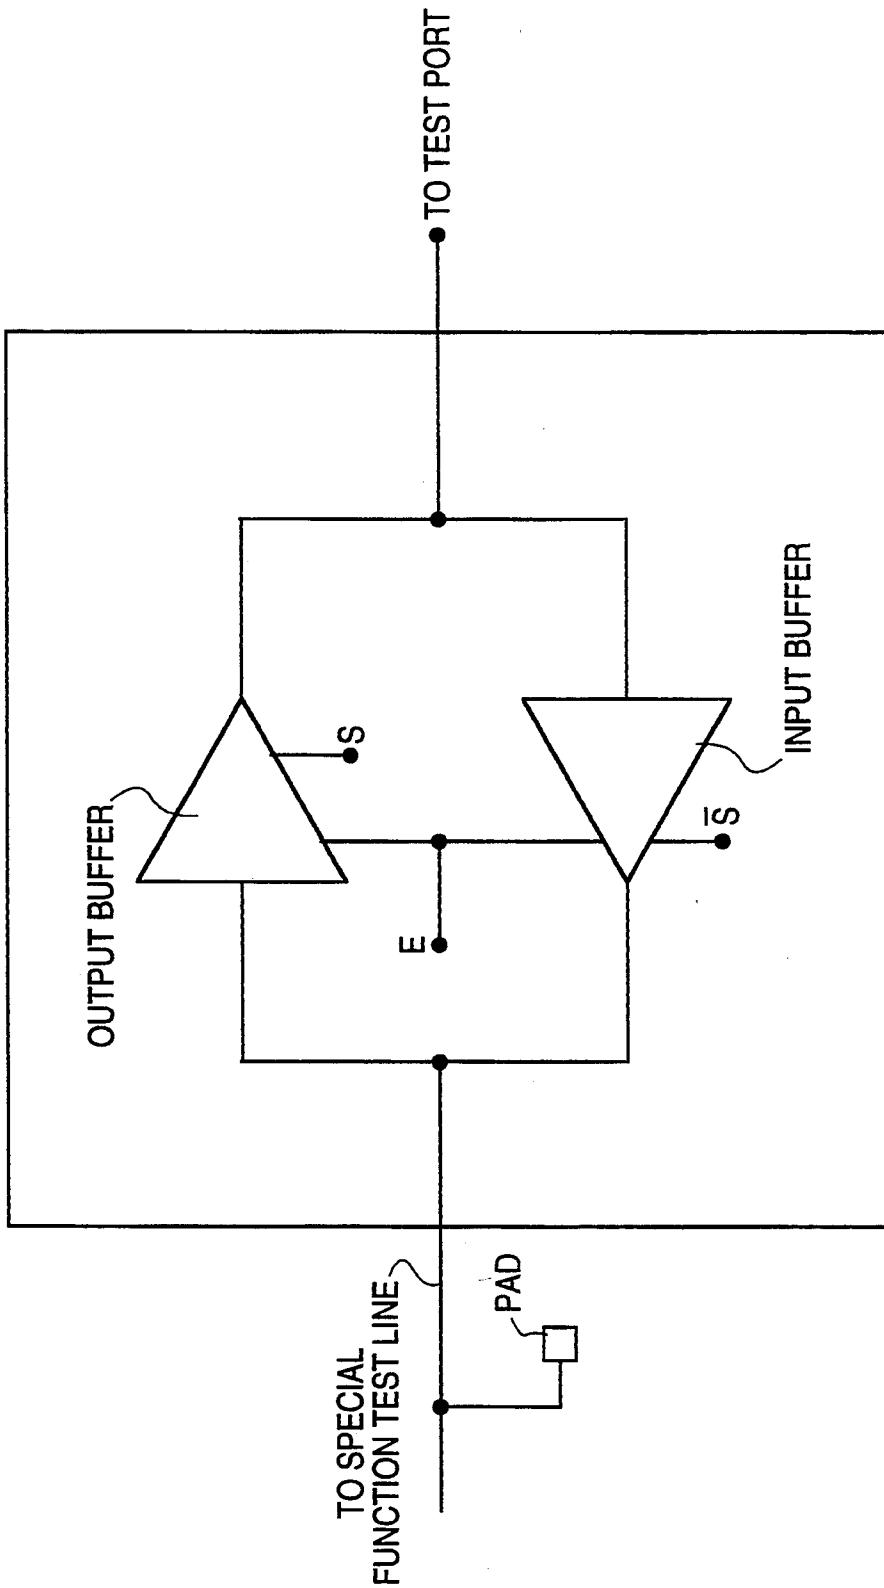 TO SPECIAL
FUNCTION TEST LINE
PAD
OUTPUT BUFFER
E
S
S̅
INPUT BUFFER
TO TEST PORT